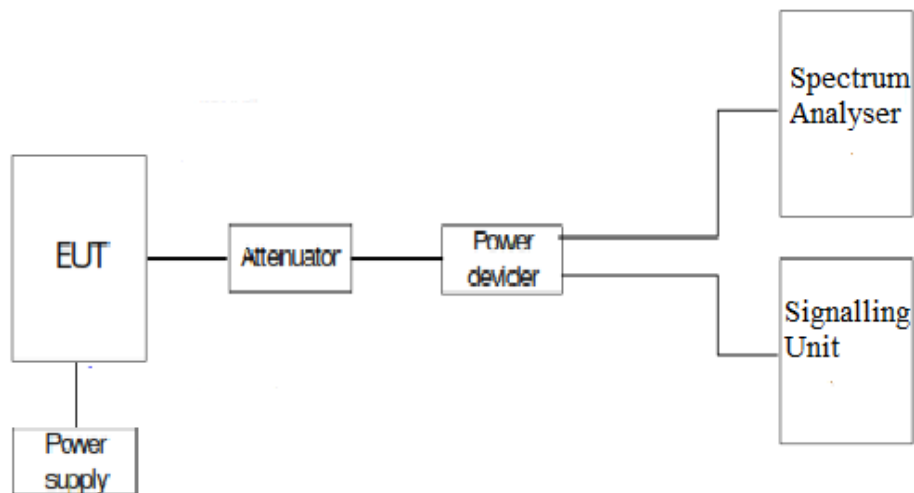 Spectrum
Analyser
EUT
Attenuator
Power
devider
Signalling
Unit
Power
supply